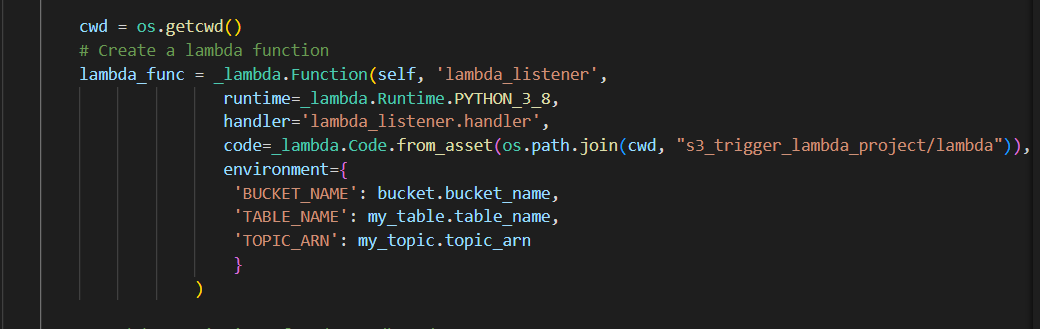 cwd = os.getcwd()
# Create a lambda function
lambda_func = _lambda.Function(self, 'lambda_listener',
runtime=_lambda.Runtime.PYTHON_3_8,
handler='lambda_listener.handler',
code=_lambda.Code.from_asset(os.path.join(cwd, "s3_trigger_lambda_project/lambda")),
environment={
'BUCKET_NAME': bucket.bucket_name,
'TABLE_NAME': my_table.table_name,
'TOPIC_ARN': my_topic.topic_arn
}
)